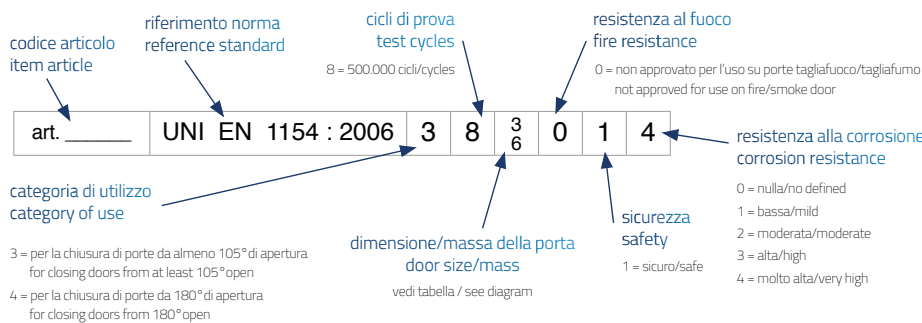 codice articolo
item article
riferimento norma
reference standard
cicli di prova
test cycles
8 = 500.000 cicli/cycles
resistenza al fuoco
fire resistance
0 = non approvato per l'uso su porte tagliafuoco/tagliafumo
not approved for use on fire/smoke door
art. ______ UNI EN 1154 : 2006 3 8 3 6 0 1 4
categoria di utilizzo
category of use
3 = per la chiusura di porte da almeno 105° di apertura
for closing doors from at least 105° open
4 = per la chiusura di porte da 180° di apertura
for closing doors from 180° open
dimensione/massa della porta
door size/mass
vedi tabella / see diagram
sicurezza
safety
1 = sicuro/safe
resistenza alla corrosione
corrosion resistance
0 = nulla/no defined
1 = bassa/mild
2 = moderata/moderate
3 = alta/high
4 = molto alta/very high